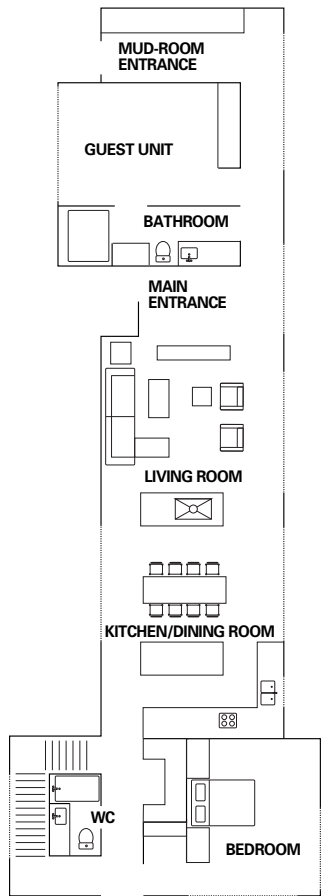 MUD-ROOM
ENTRANCE
GUEST UNIT
BATHROOM
MAIN
ENTRANCE
LIVING ROOM
KITCHEN/DINING ROOM
WC
BEDROOM